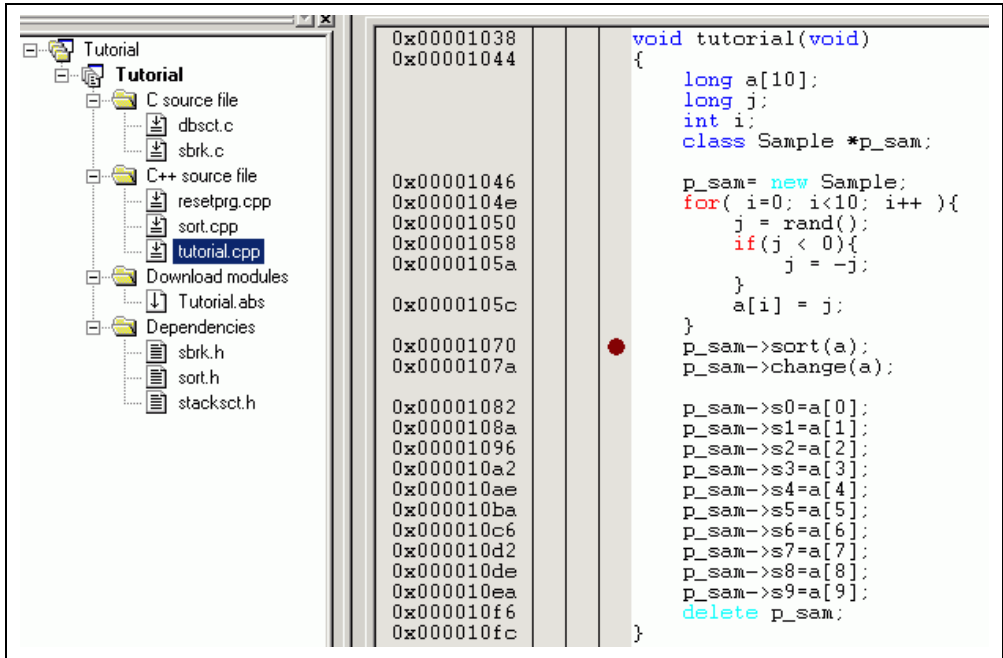 Tutorial
Tutorial
C source file
dbsct.c
sbrk.c
C++ source file
resetprg.cpp
sort.cpp
tutorial.cpp
Download modules
Tutorial.abs
Dependencies
sbrk.h
sort.h
stacksct.h
0x00001038 void tutorial(void)
0x00001044 {
long a[10];
long j;
int i;
class Sample *p_sam;
0x00001046 p_sam= new Sample;
0x0000104e for( i=0; i<10; i++ ){
0x00001050 j = rand();
0x00001058 if(j < 0){
0x0000105a j = -j;
}
0x0000105c a[i] = j;
}
0x00001070 p_sam->sort(a);
0x0000107a p_sam->change(a);
0x00001082 p_sam->s0=a[0];
0x0000108a p_sam->s1=a[1];
0x00001096 p_sam->s2=a[2];
0x000010a2 p_sam->s3=a[3];
0x000010ae p_sam->s4=a[4];
0x000010ba p_sam->s5=a[5];
0x000010c6 p_sam->s6=a[6];
0x000010d2 p_sam->s7=a[7];
0x000010de p_sam->s8=a[8];
0x000010ea p_sam->s9=a[9];
0x000010f6 delete p_sam;
0x000010fc }